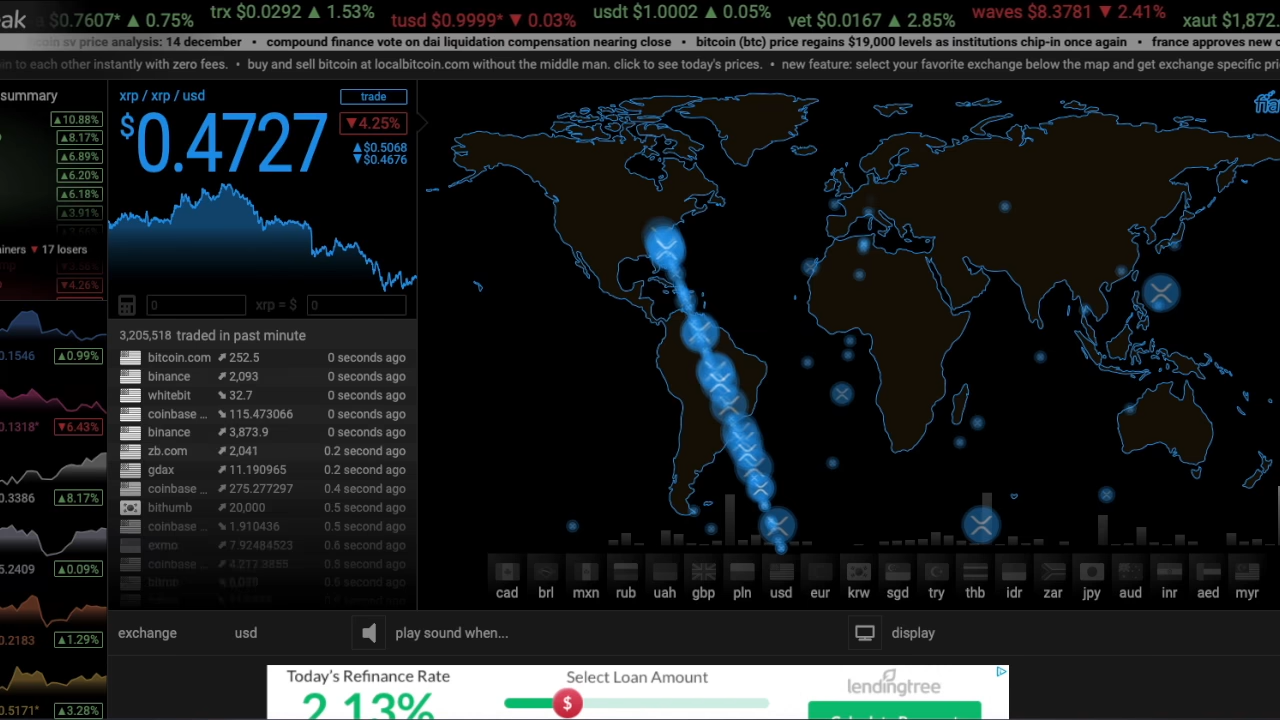 eak $0.7607* ▲ 0.75% trx $0.0292 ▲ 1.53% tusd $0.9999* ▼ 0.03% usdt $1.0002 ▲ 0.05% vet $0.0167 ▲ 2.85% waves $8.3781 ▼ 2.41% xaut $1,872.
coin sv price analysis: 14 december • compound finance vote on dai liquidation compensation nearing close • bitcoin (btc) price regains $19,000 levels as institutions chip-in once again • france approves new
in to each other instantly with zero fees. • buy and sell bitcoin at localbitcoin.com without the middle man. click to see today's prices. • new feature: select your favorite exchange below the map and get exchange specific pri
summary
▲10.88%
▲8.17%
▲6.89%
▲6.20%
▲6.18%
▲3.91%
ainers ▼ 17 losers
▼4.26%
0.1546 ▲0.99%
0.1318* ▼6.43%
0.3386 ▲8.17%
5.2409 ▲0.09%
0.2183 ▲1.29%
0.5171* ▲3.28%
xrp / xrp / usd trade
$0.4727 ▼4.25%
▲$0.5068
▼$0.4676
0 xrp = $ 0
3,205,518 traded in past minute
bitcoin.com ⬈ 252.5 0 seconds ago
binance ⬈ 2,093 0 seconds ago
whitebit ⬊ 32.7 0 seconds ago
coinbase ... ⬊ 115.473066 0 seconds ago
binance ⬈ 3,873.9 0 seconds ago
zb.com ⬈ 2,041 0.2 second ago
gdax ⬈ 11.190965 0.2 second ago
coinbase ... ⬈ 275.277297 0.4 second ago
bithumb ⬈ 20,000 0.5 second ago
coinbase ... ⬊ 1.910436 0.5 second ago
exmo ⬈ 7.92484523 0.6 second ago
coinbase ... 0.6 second ago
cad brl mxn rub uah gbp pln usd eur krw sgd try thb idr zar jpy aud inr aed myr
exchange usd play sound when... display
Today's Refinance Rate Select Loan Amount lendingtree
2.13% $